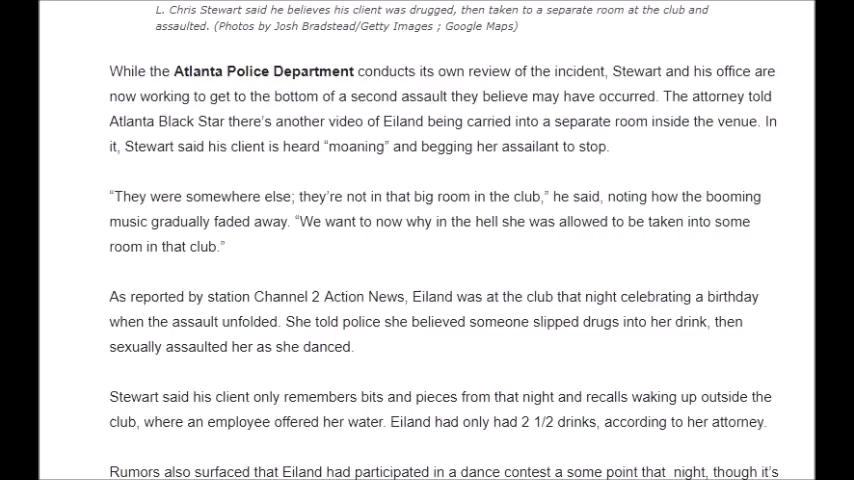 L. Chris Stewart said he believes his client was drugged, then taken to a separate room at the club and
assaulted. (Photos by Josh Bradstead/Getty Images ; Google Maps)
While the Atlanta Police Department conducts its own review of the incident, Stewart and his office are
now working to get to the bottom of a second assault they believe may have occurred. The attorney told
Atlanta Black Star there’s another video of Eiland being carried into a separate room inside the venue. In
it, Stewart said his client is heard “moaning” and begging her assailant to stop.
“They were somewhere else; they’re not in that big room in the club,” he said, noting how the booming
music gradually faded away. “We want to now why in the hell she was allowed to be taken into some
room in that club.”
As reported by station Channel 2 Action News, Eiland was at the club that night celebrating a birthday
when the assault unfolded. She told police she believed someone slipped drugs into her drink, then
sexually assaulted her as she danced.
Stewart said his client only remembers bits and pieces from that night and recalls waking up outside the
club, where an employee offered her water. Eiland had only had 2 1/2 drinks, according to her attorney.
Rumors also surfaced that Eiland had participated in a dance contest a some point that night, though it’s